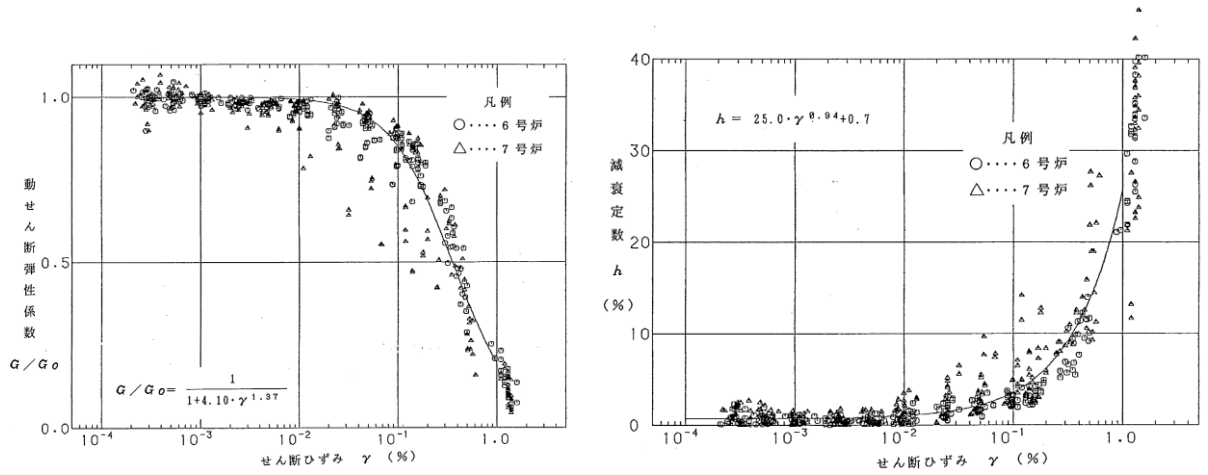 1.0
0.5
0.0
動せん断弾性係数
G／Go
凡例
○････6号炉
△････7号炉
G／Go= 1
1+4.10･γ^1.37
10^-4 10^-3 10^-2 10^-1 1.0
せん断ひずみ γ (%)
40
30
20
10
0
減衰定数
h
(%)
h = 25.0･γ^0.94+0.7
凡例
○････6号炉
△････7号炉
10^-4 10^-3 10^-2 10^-1 1.0
せん断ひずみ γ (%)